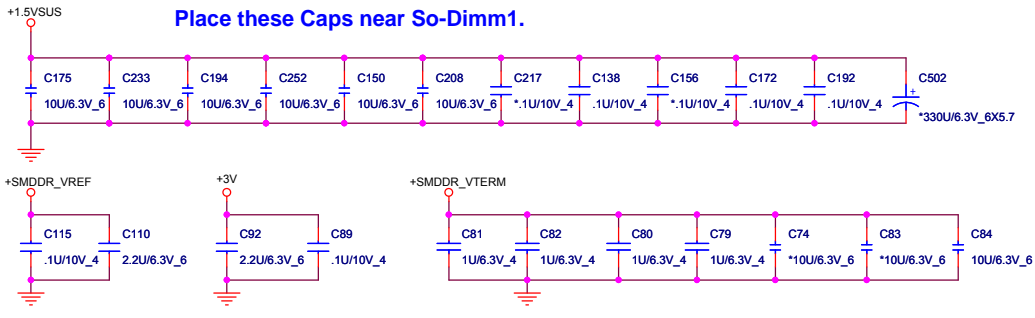 Place these Caps near So-Dimm1.
+1.5VSUS
C175 C233 C194 C252 C150 C208 C217 C138 C156 C172 C192 C502
10U/6.3V_6 10U/6.3V_6 10U/6.3V_6 10U/6.3V_6 10U/6.3V_6 10U/6.3V_6 *.1U/10V_4 .1U/10V_4 *.1U/10V_4 .1U/10V_4 .1U/10V_4 *330U/6.3V_6X5.7
+
+SMDDR_VREF +3V +SMDDR_VTERM
C115 C110 C92 C89 C81 C82 C80 C79 C74 C83 C84
.1U/10V_4 2.2U/6.3V_6 2.2U/6.3V_6 .1U/10V_4 1U/6.3V_4 1U/6.3V_4 1U/6.3V_4 1U/6.3V_4 *10U/6.3V_6 *10U/6.3V_6 10U/6.3V_6